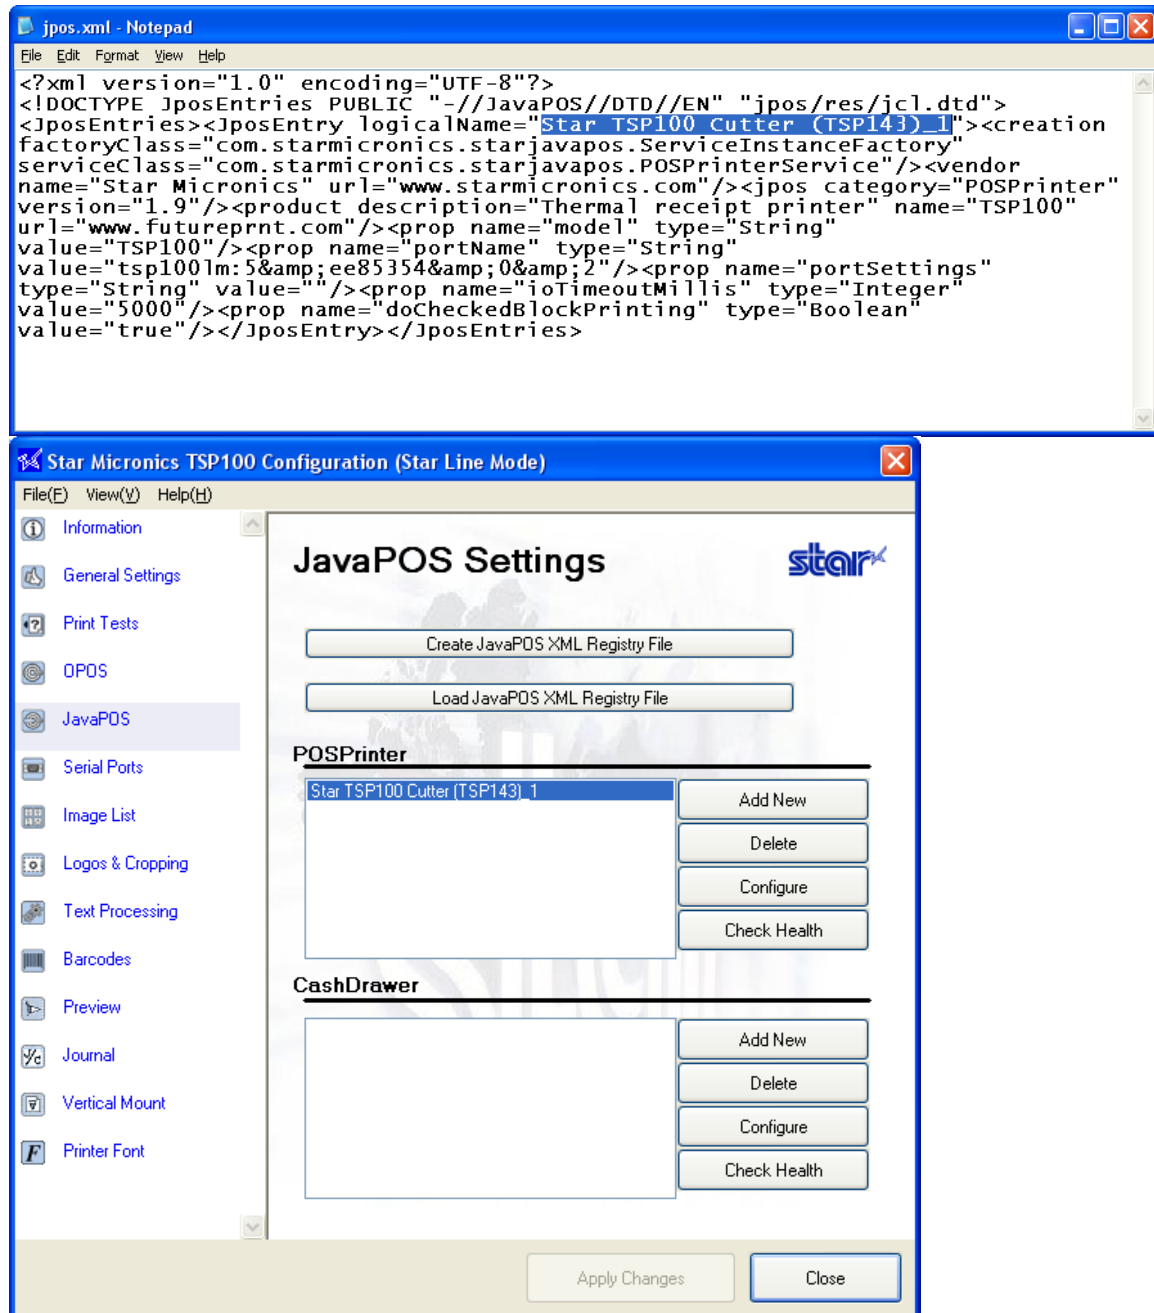 jpos.xml - Notepad
File Edit Format View Help
<?xml version="1.0" encoding="UTF-8"?>
<!DOCTYPE JposEntries PUBLIC "-//JavaPOS//DTD//EN" "jpos/res/jcl.dtd">
<JposEntries><JposEntry logicalName="Star TSP100 Cutter (TSP143)_1"><creation
factoryClass="com.starmicronics.starjavapos.ServiceInstanceFactory"
serviceClass="com.starmicronics.starjavapos.POSPrinterService"/><vendor
name="Star Micronics" url="www.starmicronics.com"/><jpos category="POSPrinter"
version="1.9"/><product description="Thermal receipt printer" name="TSP100"
url="www.futureprnt.com"/><prop name="model" type="String"
value="TSP100"/><prop name="portName" type="String"
value="tsp100lm:5&amp;ee85354&amp;0&amp;2"/><prop name="portSettings"
type="String" value=""/><prop name="ioTimeoutMillis" type="Integer"
value="5000"/><prop name="doCheckedBlockPrinting" type="Boolean"
value="true"/></JposEntry></JposEntries>
Star Micronics TSP100 Configuration (Star Line Mode)
File(F) View(V) Help(H)
Information
General Settings
Print Tests
OPOS
JavaPOS
Serial Ports
Image List
Logos & Cropping
Text Processing
Barcodes
Preview
Journal
Vertical Mount
Printer Font
JavaPOS Settings
star
Create JavaPOS XML Registry File
Load JavaPOS XML Registry File
POSPrinter
Star TSP100 Cutter (TSP143)_1
Add New
Delete
Configure
Check Health
CashDrawer
Add New
Delete
Configure
Check Health
Apply Changes
Close